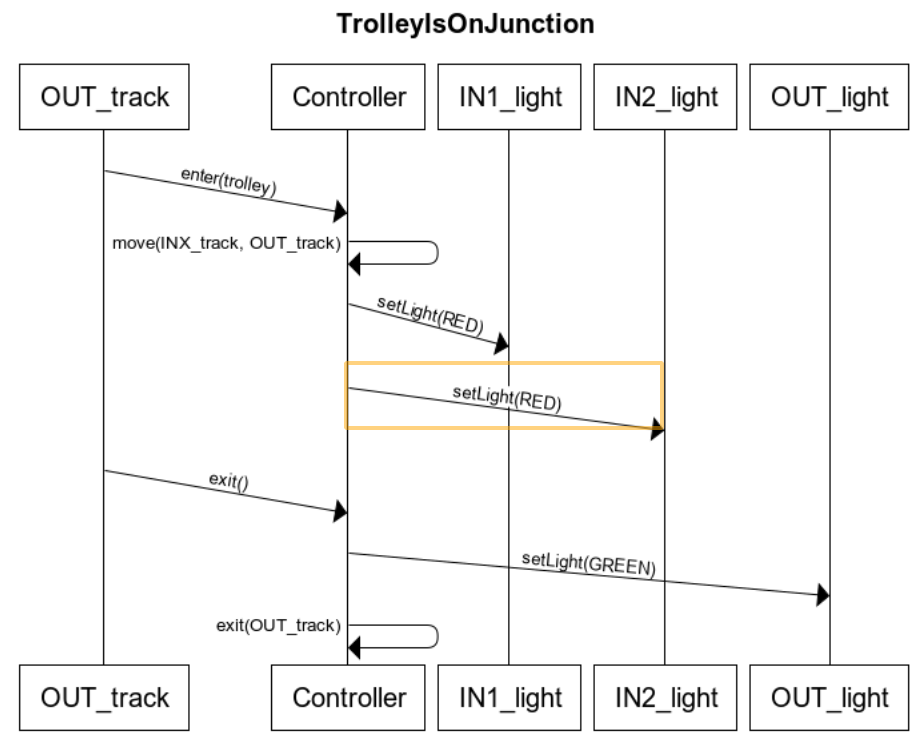 TrolleyIsOnJunction
OUT_track
Controller
IN1_light
IN2_light
OUT_light
enter(trolley)
move(INX_track, OUT_track)
setLight(RED)
setLight(RED)
exit()
setLight(GREEN)
exit(OUT_track)
OUT_track
Controller
IN1_light
IN2_light
OUT_light